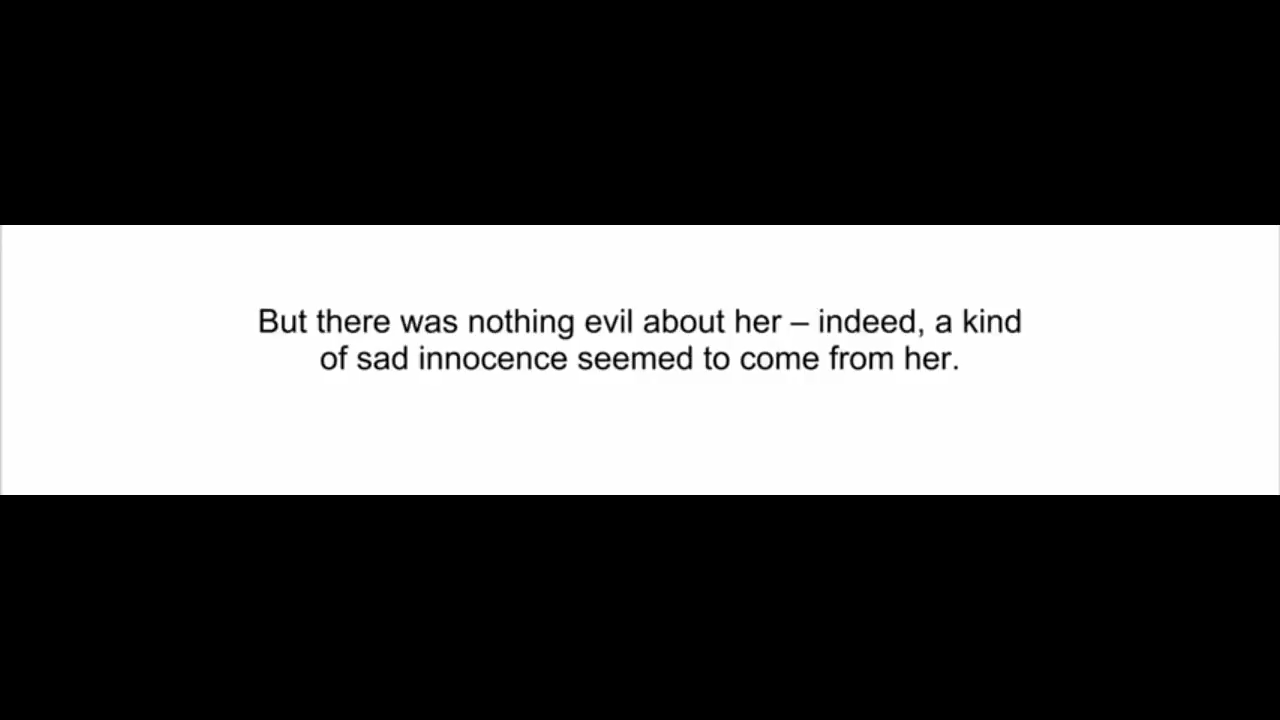 But there was nothing evil about her – indeed, a kind
of sad innocence seemed to come from her.